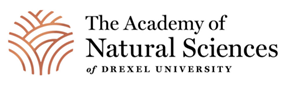 The Academy of
Natural Sciences
of DREXEL UNIVERSITY